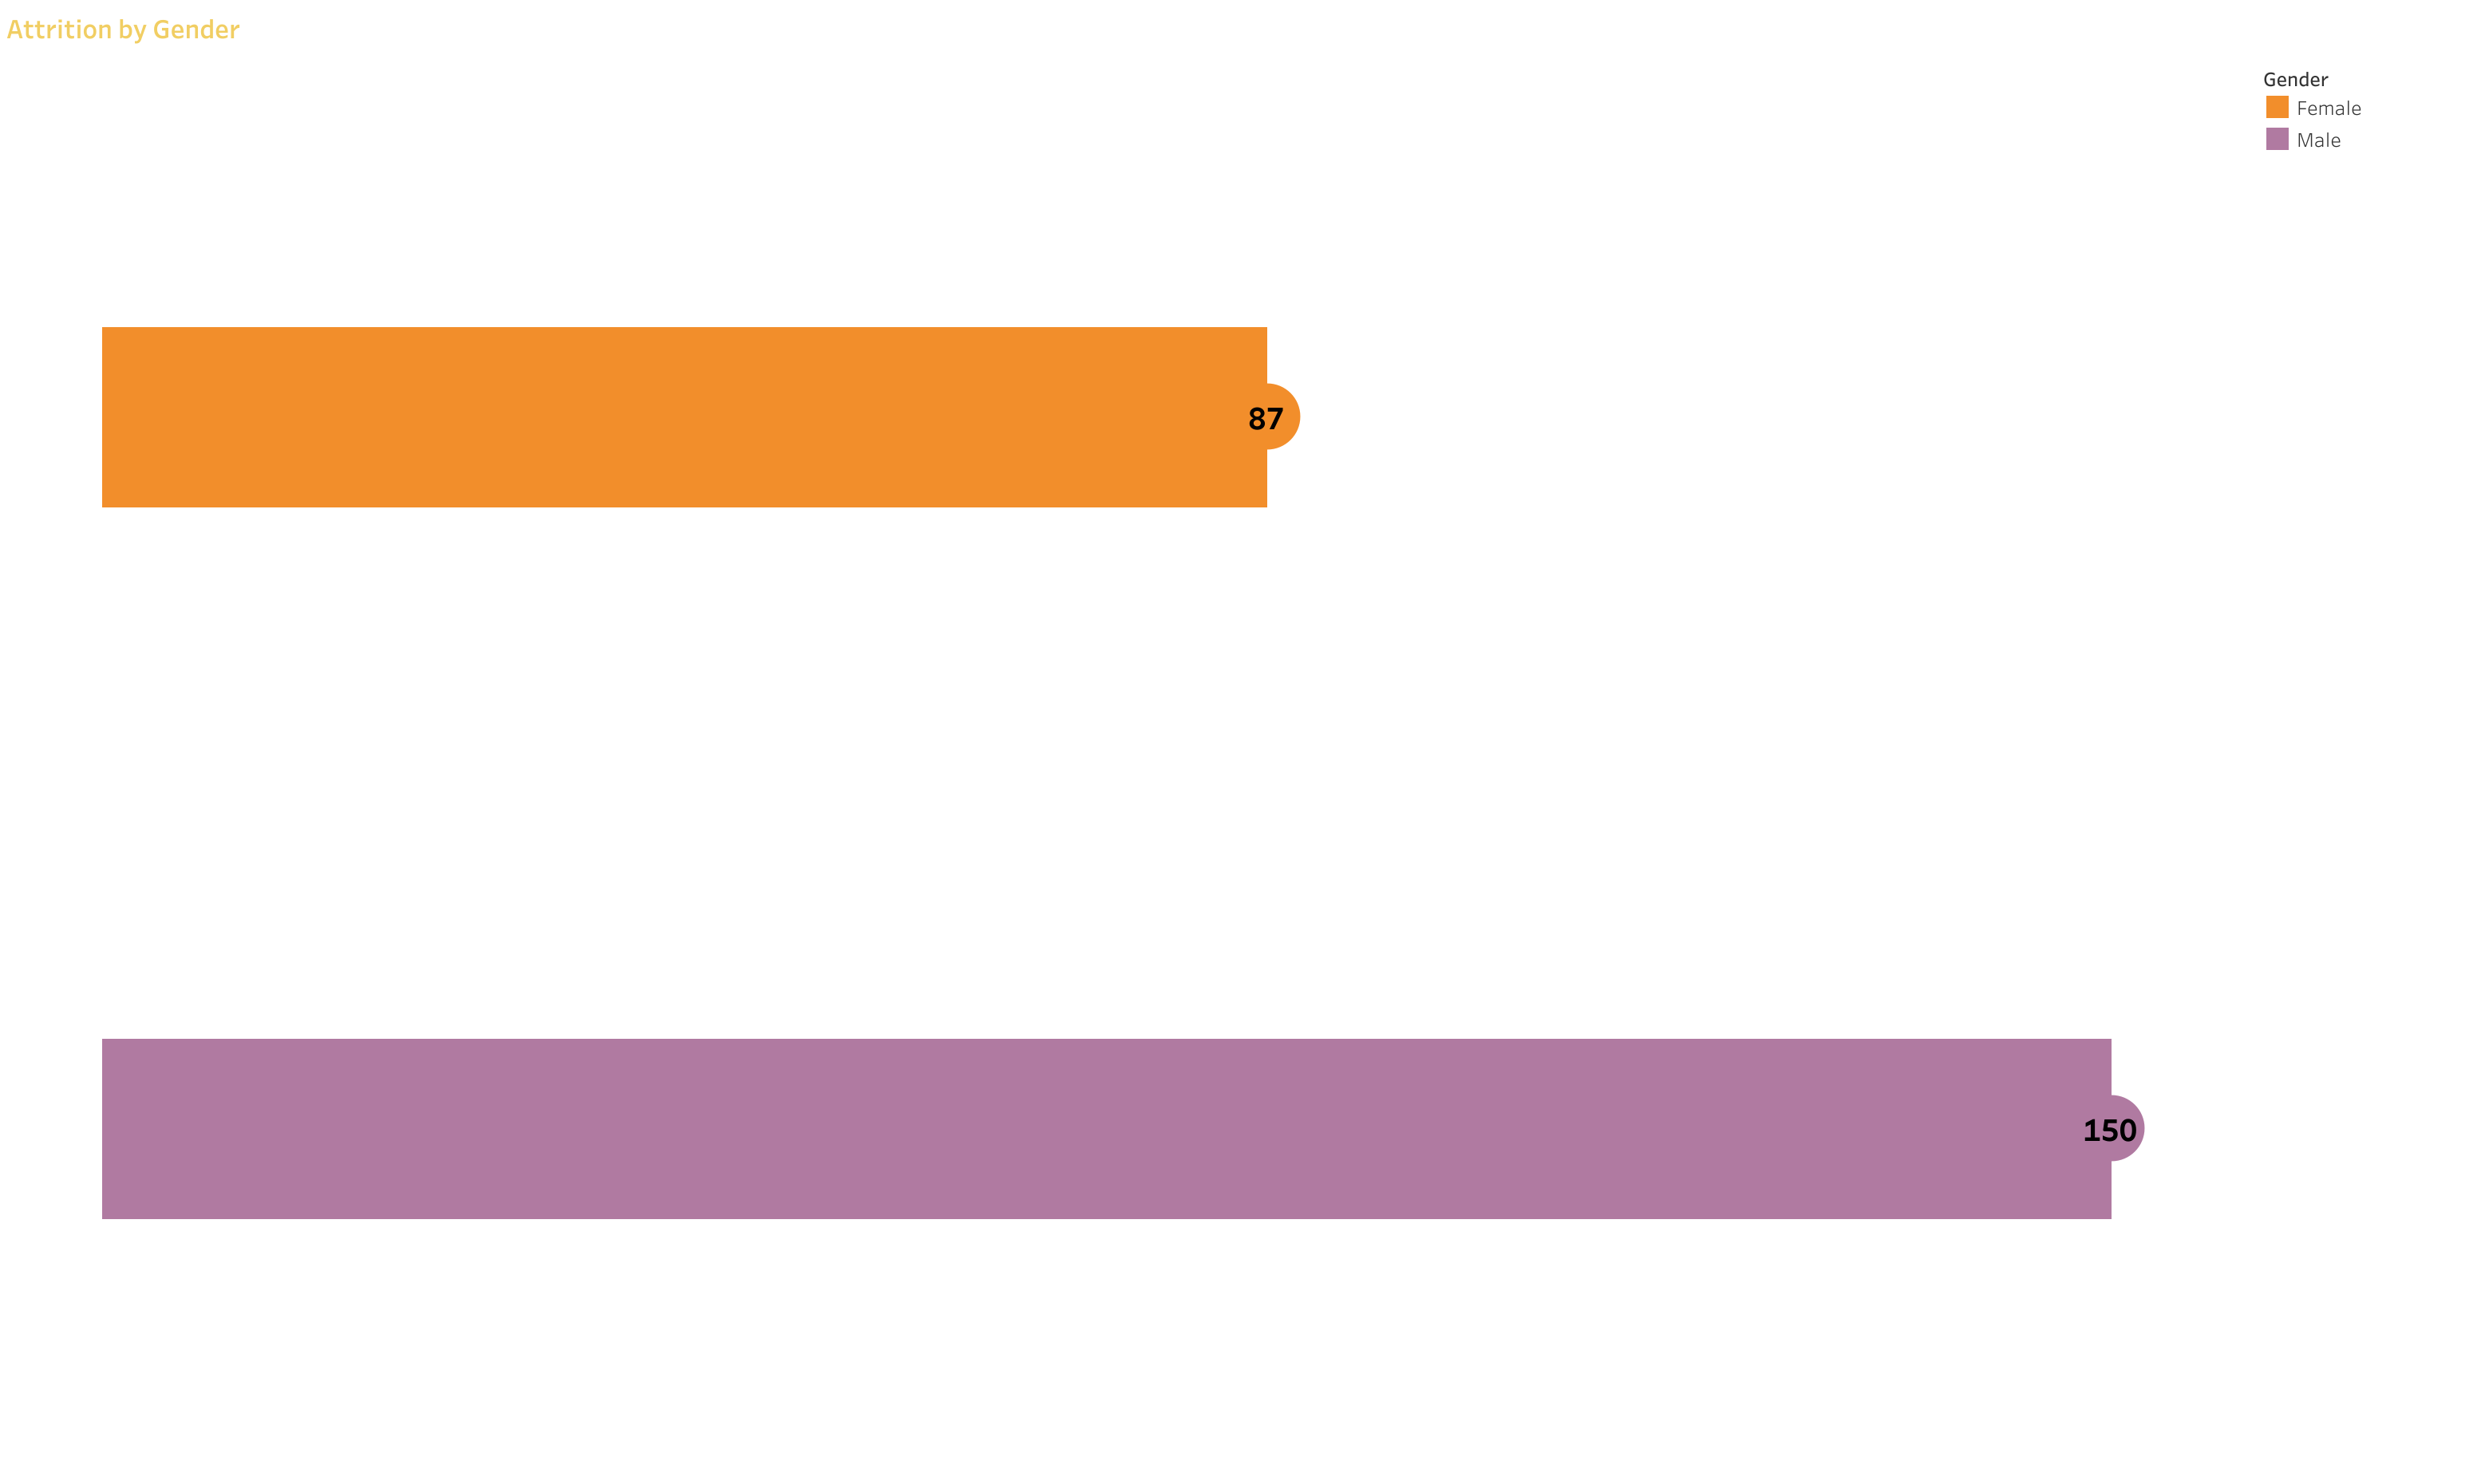 Attrition by Gender
Gender
Female
Male
87
150